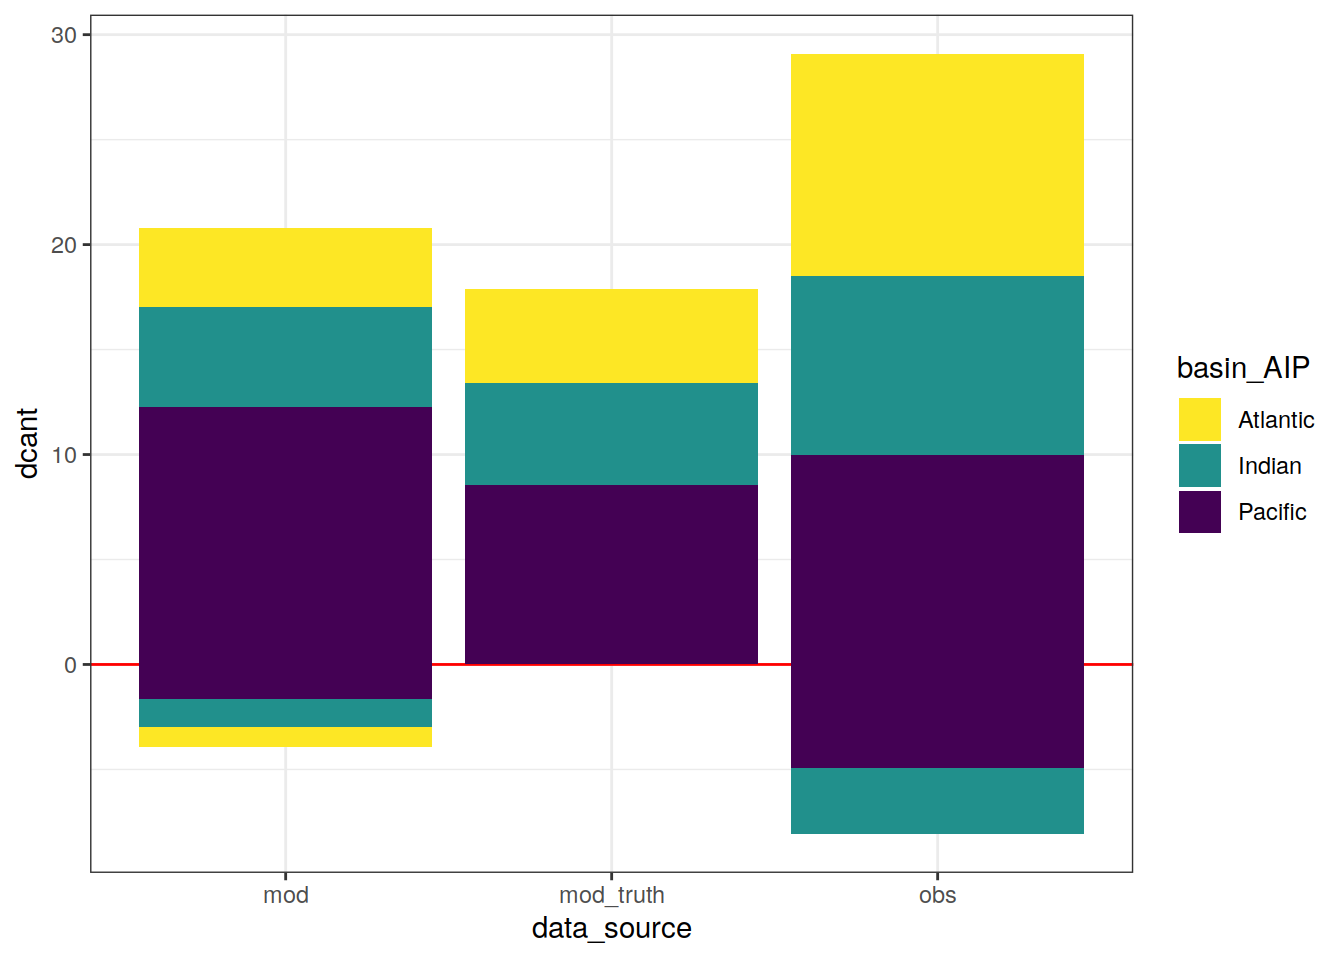 30
20
10
0
dcant
mod
mod_truth
obs
data_source
basin_AIP
Atlantic
Indian
Pacific